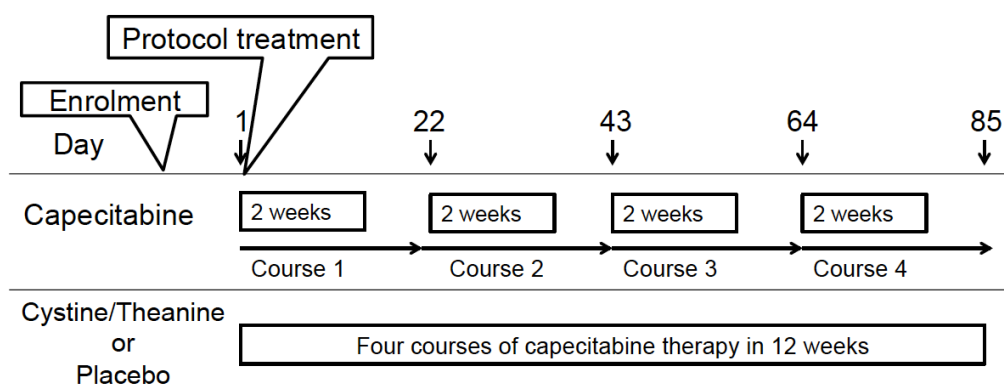 Protocol treatment
Enrolment
Day
1
22
43
64
85
Capecitabine
2 weeks
2 weeks
2 weeks
2 weeks
Course 1
Course 2
Course 3
Course 4
Cystine/Theanine
or
Placebo
Four courses of capecitabine therapy in 12 weeks